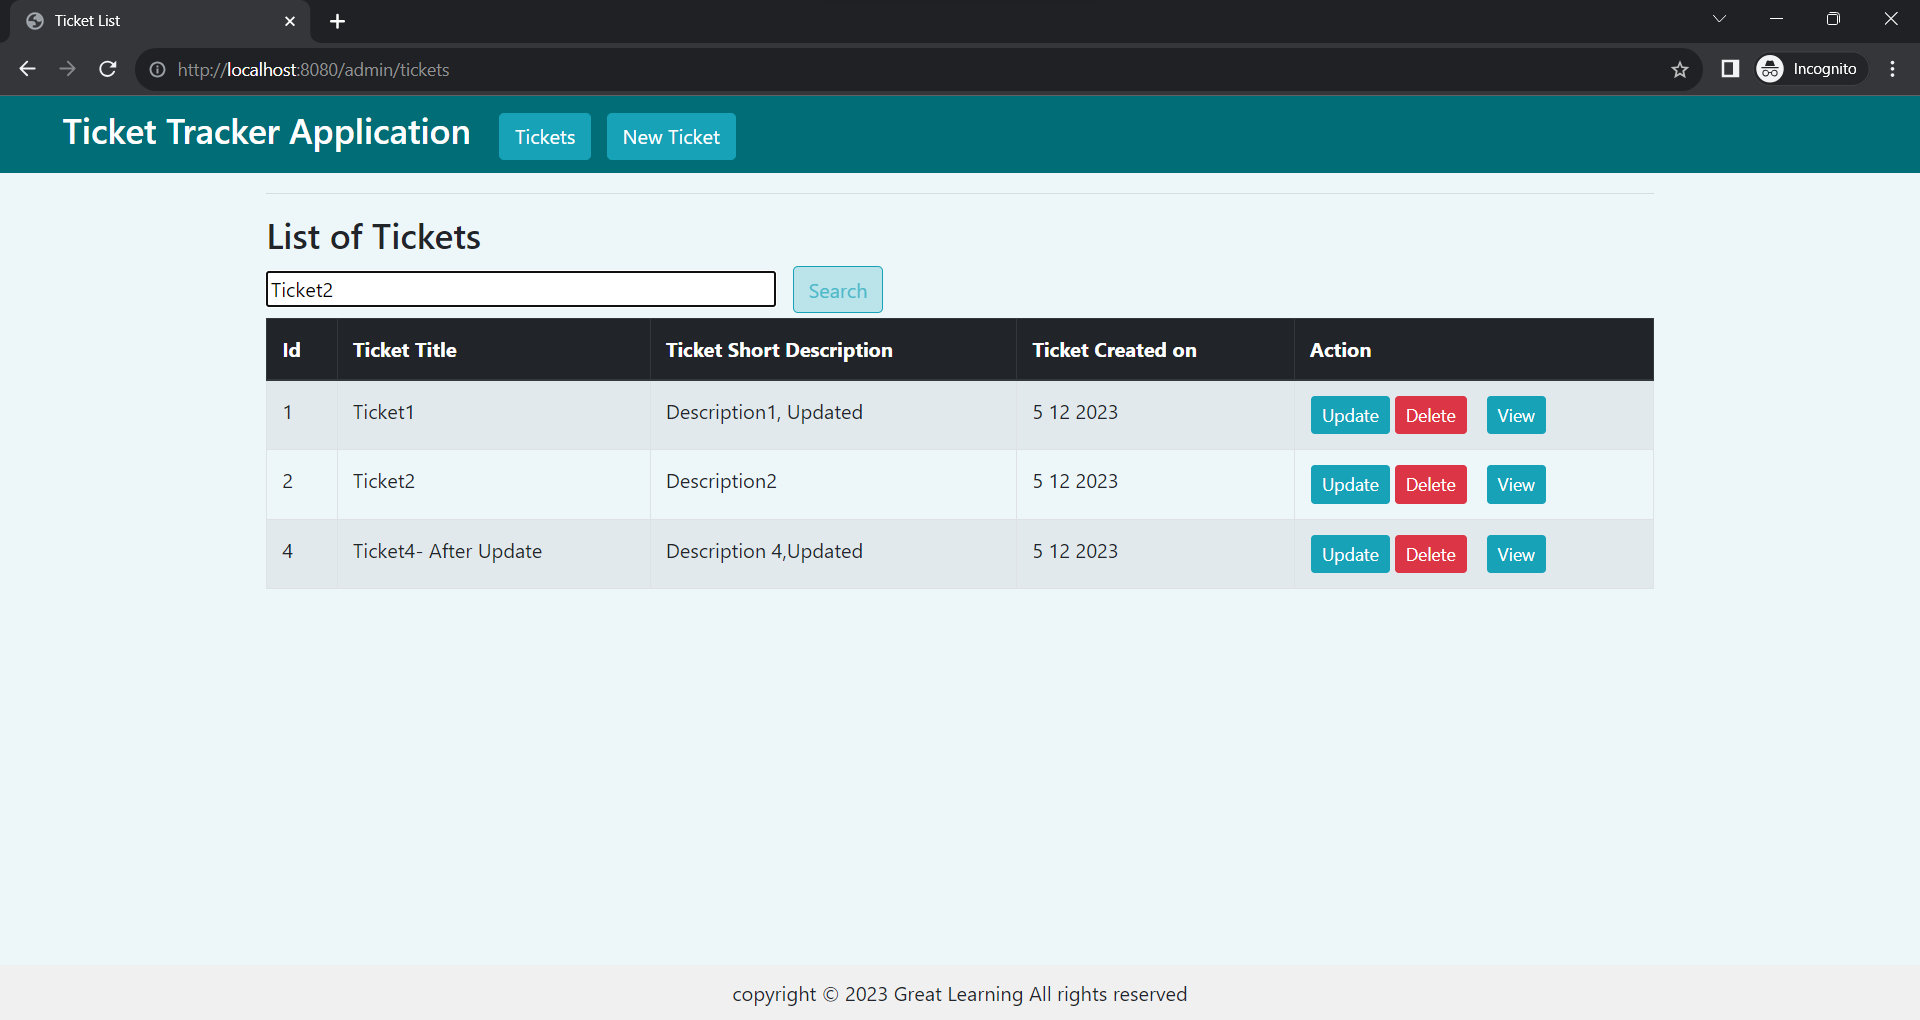 Ticket List
http://localhost:8080/admin/tickets
Incognito
Ticket Tracker Application Tickets New Ticket
List of Tickets
Ticket2 Search
Id Ticket Title Ticket Short Description Ticket Created on Action
1 Ticket1 Description1, Updated 5 12 2023 Update Delete View
2 Ticket2 Description2 5 12 2023 Update Delete View
4 Ticket4- After Update Description 4,Updated 5 12 2023 Update Delete View
copyright © 2023 Great Learning All rights reserved